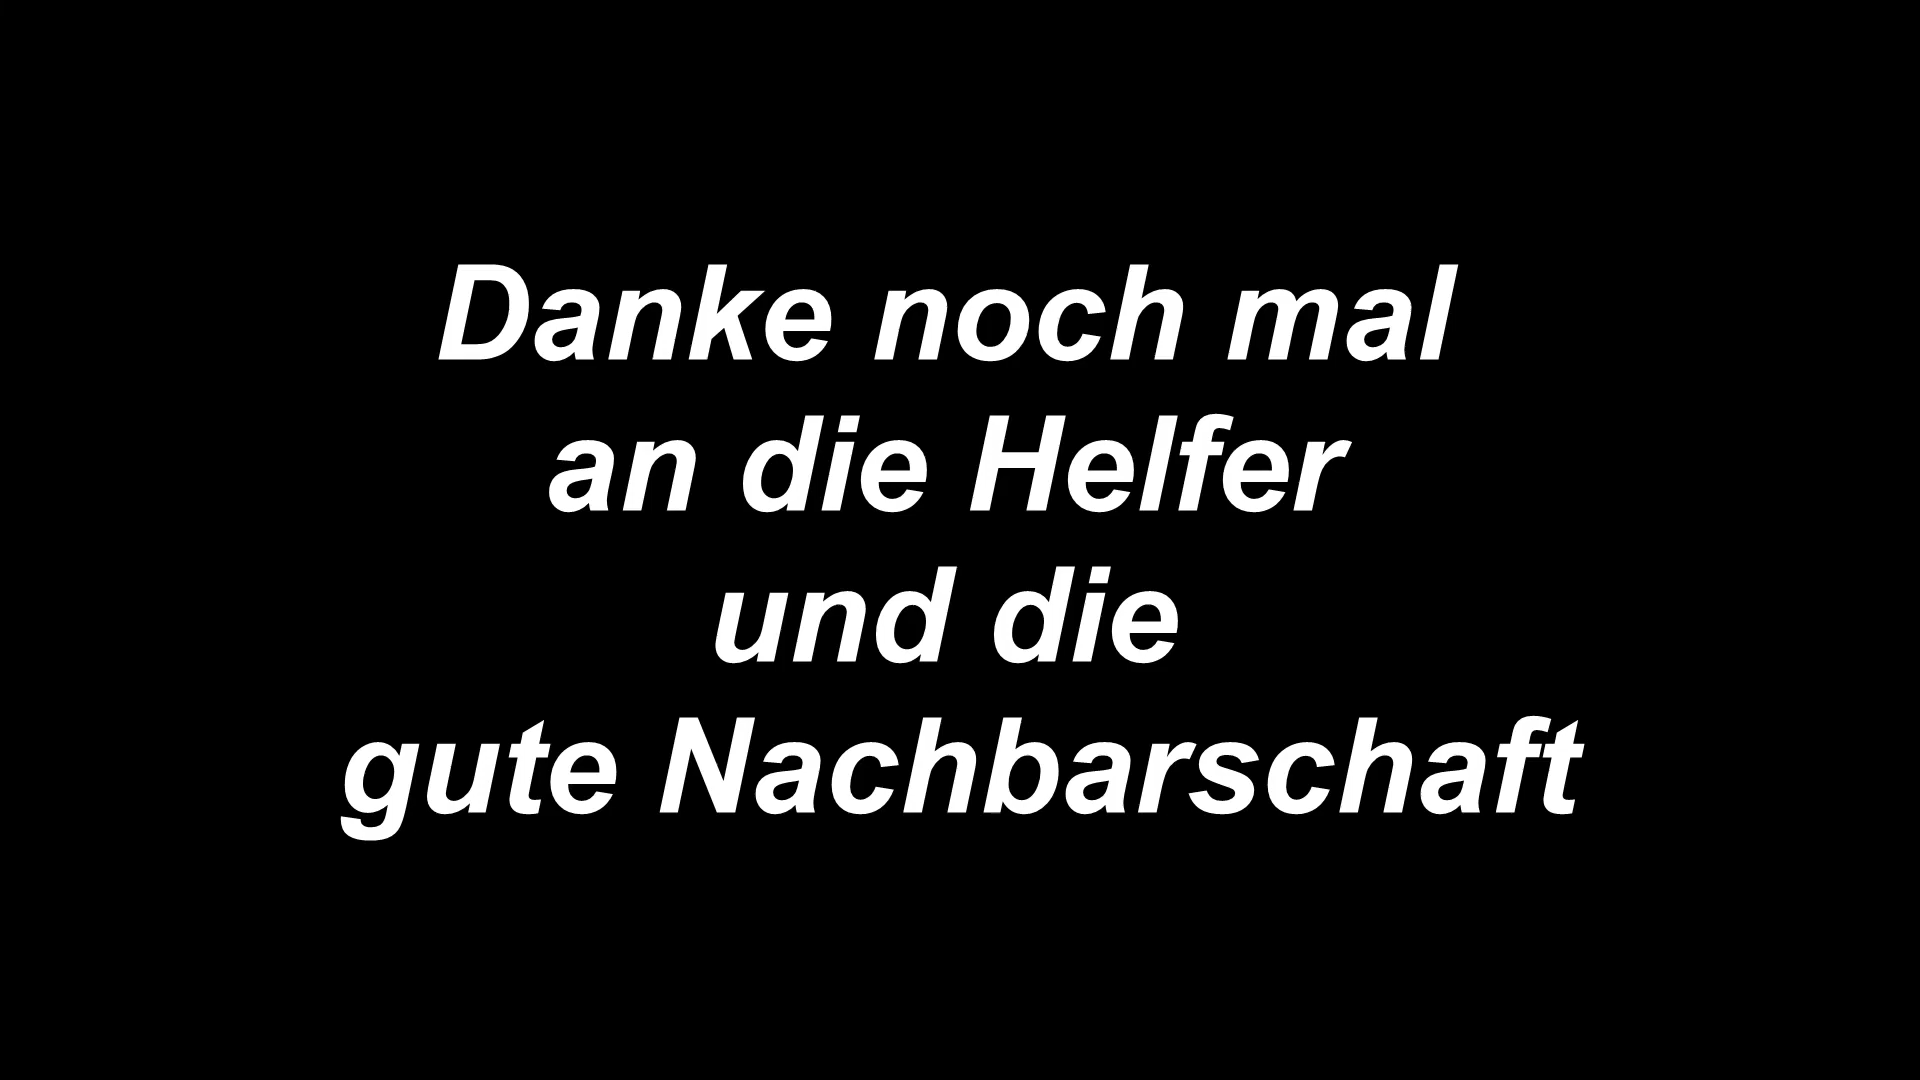 Danke noch mal
an die Helfer
und die
gute Nachbarschaft